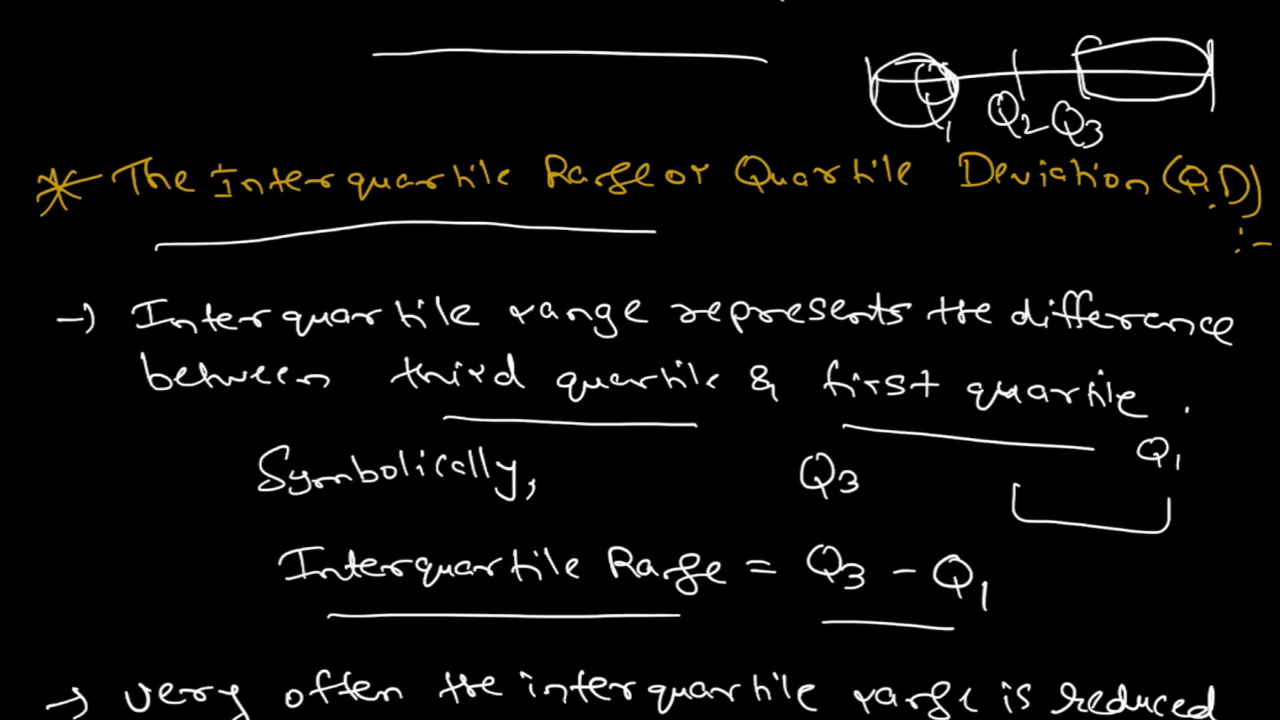 Q1 Q2 Q3
* The Interquartile Range or Quartile Deviation (Q.D)
:-
→ Interquartile range represents the difference
between third quartile & first quartile.
Symbolically, Q3 Q1
Interquartile Range = Q3 - Q1
→ very often the interquartile range is reduced